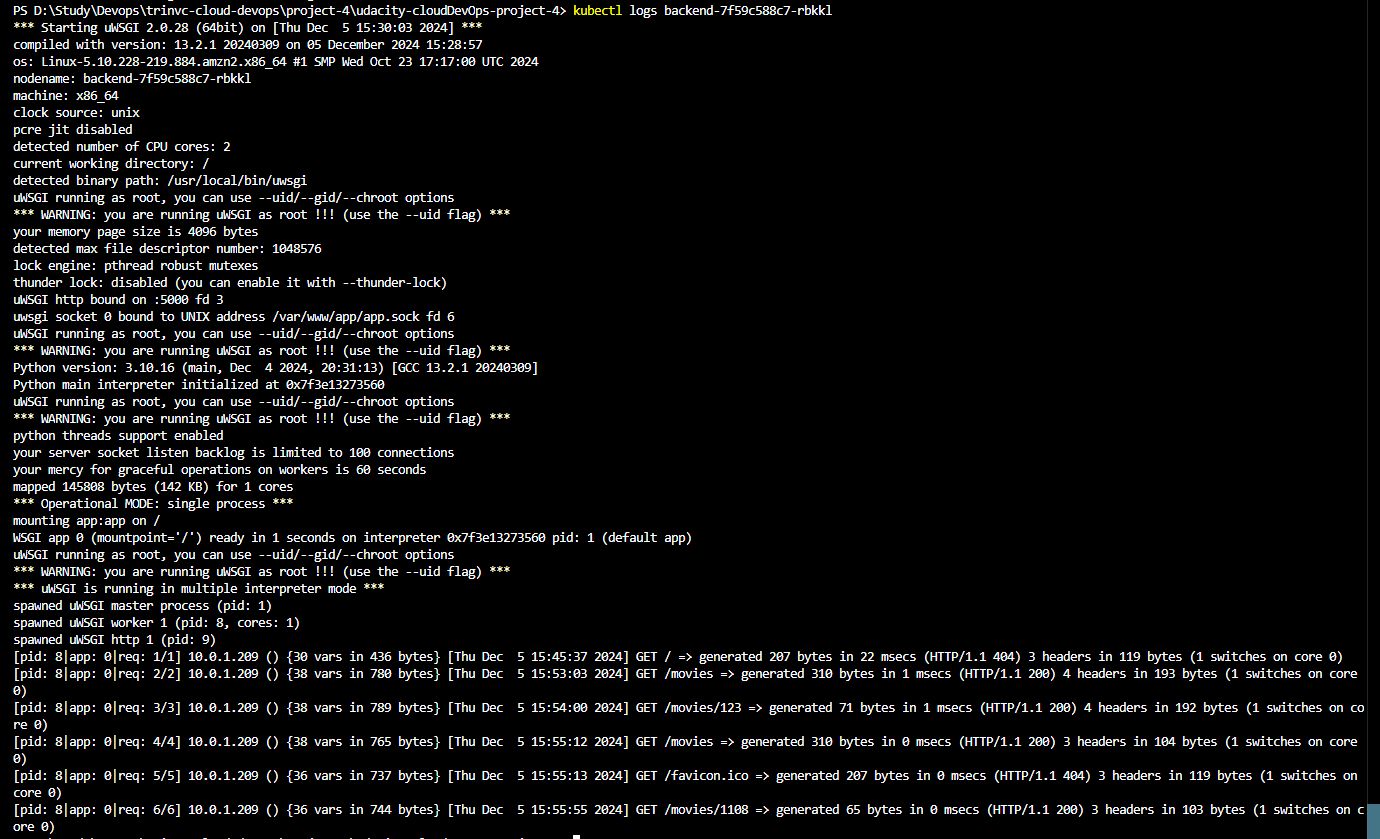 PS D:\Study\Devops\trinvc-cloud-devops\project-4\udacity-cloudDevOps-project-4> kubectl logs backend-7f59c588c7-rbkkl
*** Starting uWSGI 2.0.28 (64bit) on [Thu Dec  5 15:30:03 2024] ***
compiled with version: 13.2.1 20240309 on 05 December 2024 15:28:57
os: Linux-5.10.228-219.884.amzn2.x86_64 #1 SMP Wed Oct 23 17:17:00 UTC 2024
nodename: backend-7f59c588c7-rbkkl
machine: x86_64
clock source: unix
pcre jit disabled
detected number of CPU cores: 2
current working directory: /
detected binary path: /usr/local/bin/uwsgi
uWSGI running as root, you can use --uid/--gid/--chroot options
*** WARNING: you are running uWSGI as root !!! (use the --uid flag) ***
your memory page size is 4096 bytes
detected max file descriptor number: 1048576
lock engine: pthread robust mutexes
thunder lock: disabled (you can enable it with --thunder-lock)
uWSGI http bound on :5000 fd 3
uwsgi socket 0 bound to UNIX address /var/www/app/app.sock fd 6
uWSGI running as root, you can use --uid/--gid/--chroot options
*** WARNING: you are running uWSGI as root !!! (use the --uid flag) ***
Python version: 3.10.16 (main, Dec  4 2024, 20:31:13) [GCC 13.2.1 20240309]
Python main interpreter initialized at 0x7f3e13273560
uWSGI running as root, you can use --uid/--gid/--chroot options
*** WARNING: you are running uWSGI as root !!! (use the --uid flag) ***
python threads support enabled
your server socket listen backlog is limited to 100 connections
your mercy for graceful operations on workers is 60 seconds
mapped 145808 bytes (142 KB) for 1 cores
*** Operational MODE: single process ***
mounting app:app on /
WSGI app 0 (mountpoint='/') ready in 1 seconds on interpreter 0x7f3e13273560 pid: 1 (default app)
uWSGI running as root, you can use --uid/--gid/--chroot options
*** WARNING: you are running uWSGI as root !!! (use the --uid flag) ***
*** uWSGI is running in multiple interpreter mode ***
spawned uWSGI master process (pid: 1)
spawned uWSGI worker 1 (pid: 8, cores: 1)
spawned uWSGI http 1 (pid: 9)
[pid: 8|app: 0|req: 1/1] 10.0.1.209 () {30 vars in 436 bytes} [Thu Dec  5 15:45:37 2024] GET / => generated 207 bytes in 22 msecs (HTTP/1.1 404) 3 headers in 119 bytes (1 switches on core 0)
[pid: 8|app: 0|req: 2/2] 10.0.1.209 () {38 vars in 780 bytes} [Thu Dec  5 15:53:03 2024] GET /movies => generated 310 bytes in 1 msecs (HTTP/1.1 200) 4 headers in 193 bytes (1 switches on core
0)
[pid: 8|app: 0|req: 3/3] 10.0.1.209 () {38 vars in 789 bytes} [Thu Dec  5 15:54:00 2024] GET /movies/123 => generated 71 bytes in 1 msecs (HTTP/1.1 200) 4 headers in 192 bytes (1 switches on co
re 0)
[pid: 8|app: 0|req: 4/4] 10.0.1.209 () {38 vars in 765 bytes} [Thu Dec  5 15:55:12 2024] GET /movies => generated 310 bytes in 0 msecs (HTTP/1.1 200) 3 headers in 104 bytes (1 switches on core
0)
[pid: 8|app: 0|req: 5/5] 10.0.1.209 () {36 vars in 737 bytes} [Thu Dec  5 15:55:13 2024] GET /favicon.ico => generated 207 bytes in 0 msecs (HTTP/1.1 404) 3 headers in 119 bytes (1 switches on
core 0)
[pid: 8|app: 0|req: 6/6] 10.0.1.209 () {36 vars in 744 bytes} [Thu Dec  5 15:55:55 2024] GET /movies/1108 => generated 65 bytes in 0 msecs (HTTP/1.1 200) 3 headers in 103 bytes (1 switches on c
ore 0)